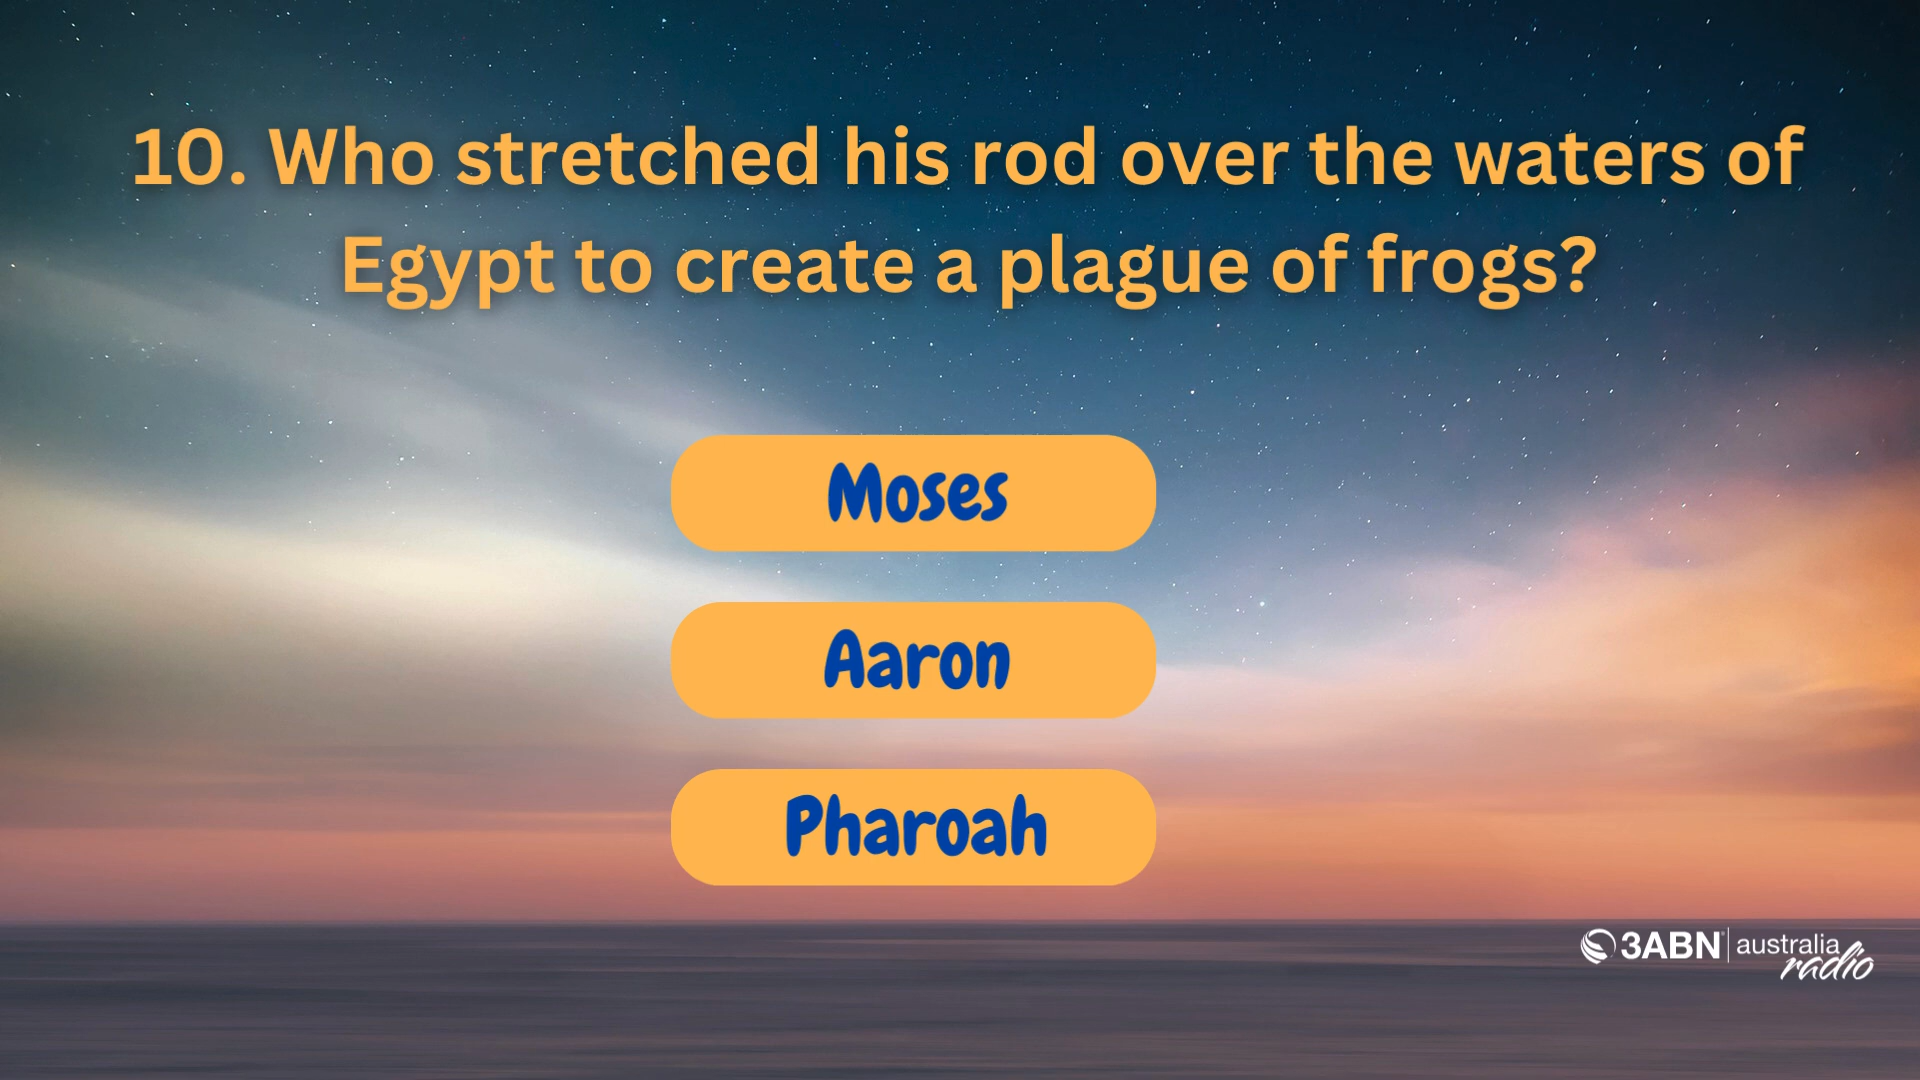 10. Who stretched his rod over the waters of
Egypt to create a plague of frogs?
Moses
Aaron
Pharoah
3ABN australia
radio